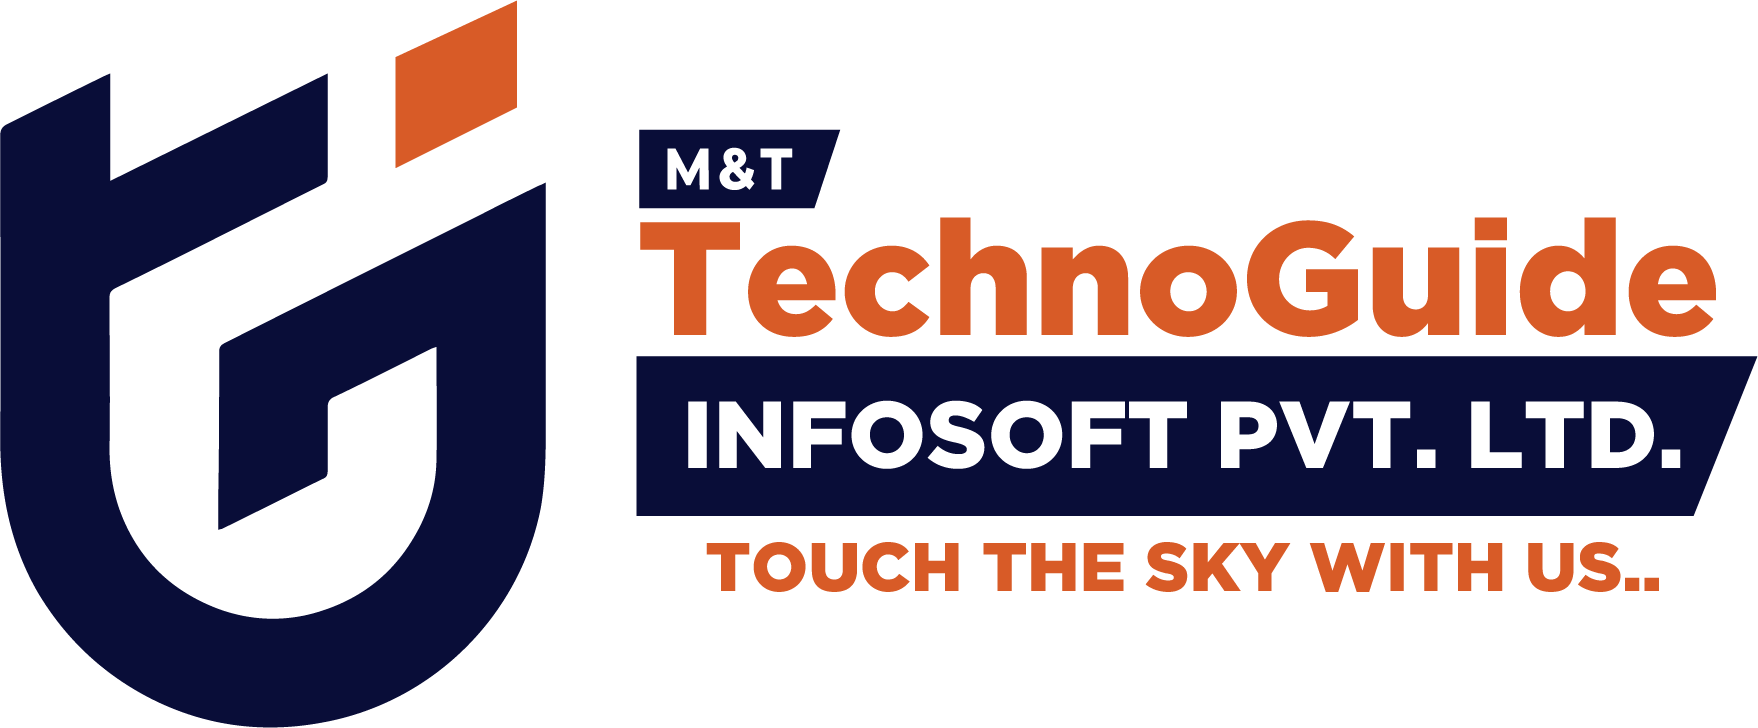 M&T
TechnoGuide
INFOSOFT PVT. LTD.
TOUCH THE SKY WITH US..